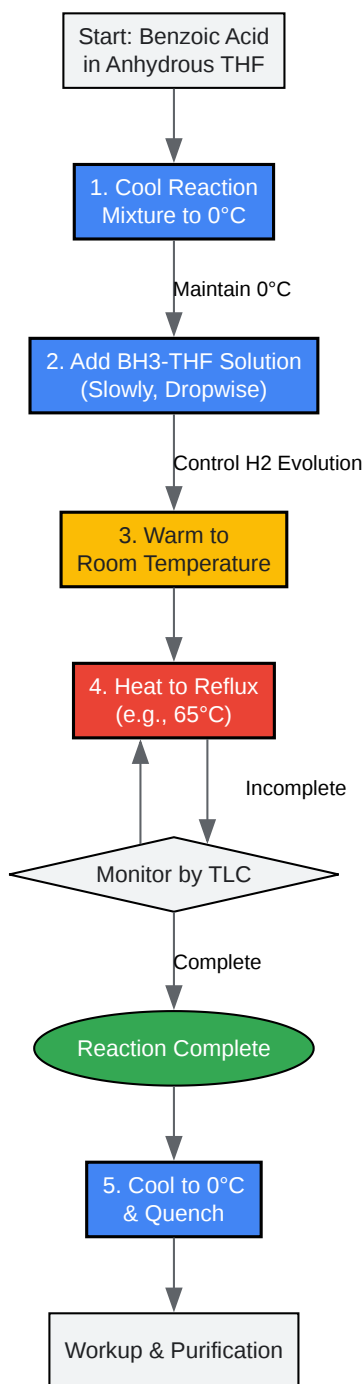 Start: Benzoic Acid
in Anhydrous THF
1. Cool Reaction
Mixture to 0°C
Maintain 0°C
2. Add BH3-THF Solution
(Slowly, Dropwise)
Control H2 Evolution
3. Warm to
Room Temperature
4. Heat to Reflux
(e.g., 65°C)
Incomplete
Monitor by TLC
Complete
Reaction Complete
5. Cool to 0°C
& Quench
Workup & Purification